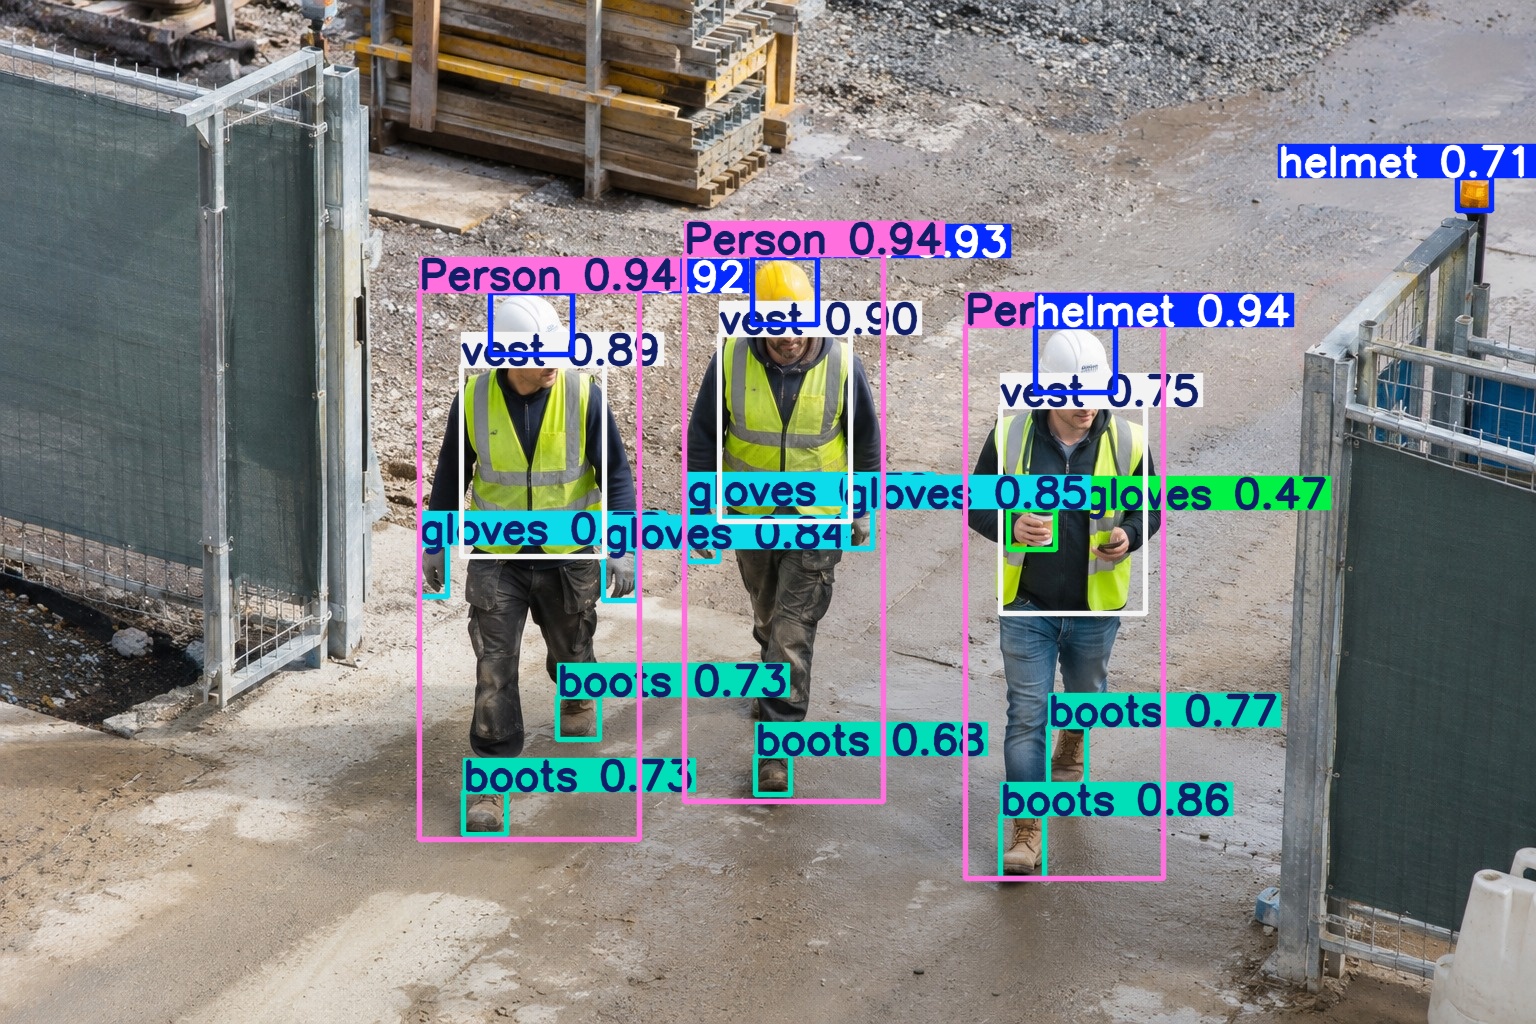 helmet 0.71
Person 0.94
.93
Person 0.94
.92
Per
helmet 0.94
vest 0.90
vest 0.89
vest 0.75
gloves
gloves 0.85
gloves 0.47
gloves 0.
gloves 0.84
boots 0.73
boots 0.77
boots 0.68
boots 0.73
boots 0.86